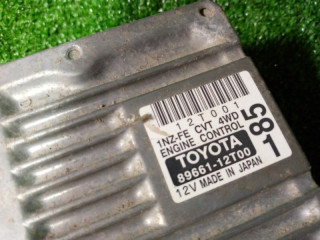 12T001
1NZ-FE CVT 4WD
ENGINE CONTROL
TOYOTA
89661-12T00
12V MADE IN JAPAN
185